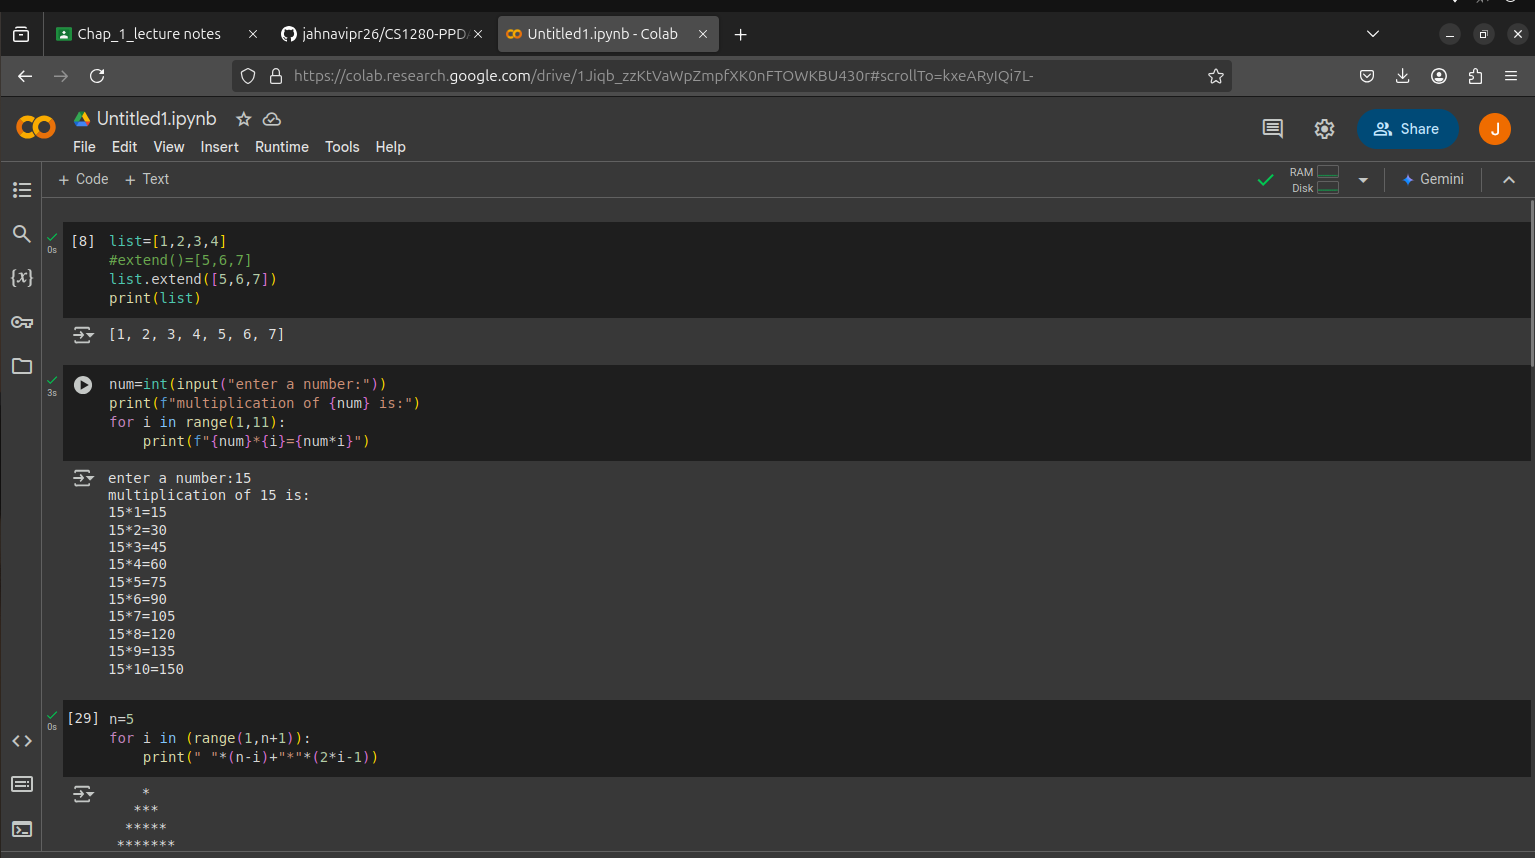 Chap_1_lecture notes
jahnavipr26/CS1280-PPDA
Untitled1.ipynb - Colab
https://colab.research.google.com/drive/1Jiqb_zzKtVaWpZmpfXK0nFTOWKBU430r#scrollTo=kxeARyIQi7L-
Untitled1.ipynb
File Edit View Insert Runtime Tools Help
Share
J
+ Code + Text
RAM
Disk
Gemini
0s
[8] list=[1,2,3,4]
#extend()=[5,6,7]
list.extend([5,6,7])
print(list)
[1, 2, 3, 4, 5, 6, 7]
3s
num=int(input("enter a number:"))
print(f"multiplication of {num} is:")
for i in range(1,11):
    print(f"{num}*{i}={num*i}")
enter a number:15
multiplication of 15 is:
15*1=15
15*2=30
15*3=45
15*4=60
15*5=75
15*6=90
15*7=105
15*8=120
15*9=135
15*10=150
0s
[29] n=5
for i in (range(1,n+1)):
    print(" "*(n-i)+"*"*(2*i-1))
    *
   ***
  *****
 *******